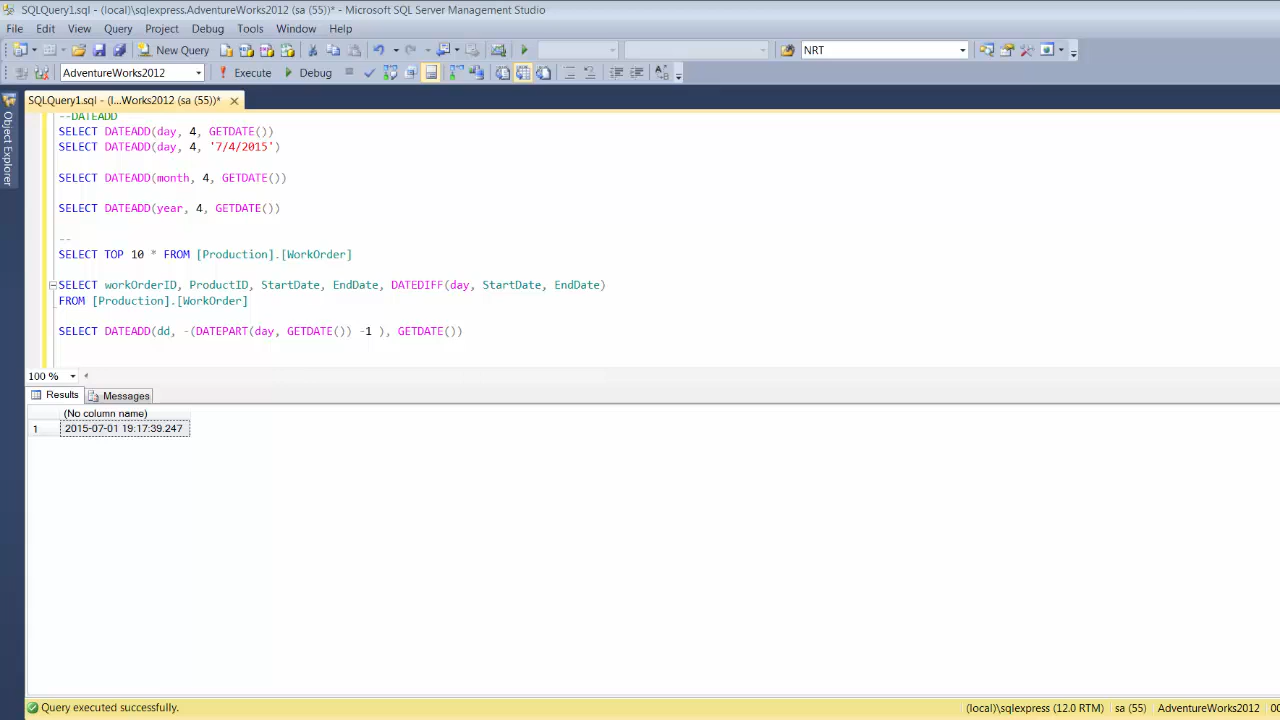 SQLQuery1.sql - (local)\sqlexpress.AdventureWorks2012 (sa (55))* - Microsoft SQL Server Management Studio
File Edit View Query Project Debug Tools Window Help
New Query NRT
AdventureWorks2012 Execute Debug
SQLQuery1.sql - (l...Works2012 (sa (55))*
Object Explorer
--DATEADD
SELECT DATEADD(day, 4, GETDATE())
SELECT DATEADD(day, 4, '7/4/2015')
SELECT DATEADD(month, 4, GETDATE())
SELECT DATEADD(year, 4, GETDATE())
--
SELECT TOP 10 * FROM [Production].[WorkOrder]
SELECT workOrderID, ProductID, StartDate, EndDate, DATEDIFF(day, StartDate, EndDate)
FROM [Production].[WorkOrder]
SELECT DATEADD(dd, -(DATEPART(day, GETDATE()) -1 ), GETDATE())
100 %
Results Messages
(No column name)
1 2015-07-01 19:17:39.247
Query executed successfully. (local)\sqlexpress (12.0 RTM) sa (55) AdventureWorks2012 00